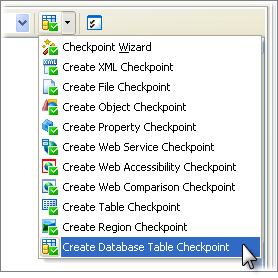 Checkpoint Wizard
Create XML Checkpoint
Create File Checkpoint
Create Object Checkpoint
Create Property Checkpoint
Create Web Service Checkpoint
Create Web Accessibility Checkpoint
Create Web Comparison Checkpoint
Create Table Checkpoint
Create Region Checkpoint
Create Database Table Checkpoint